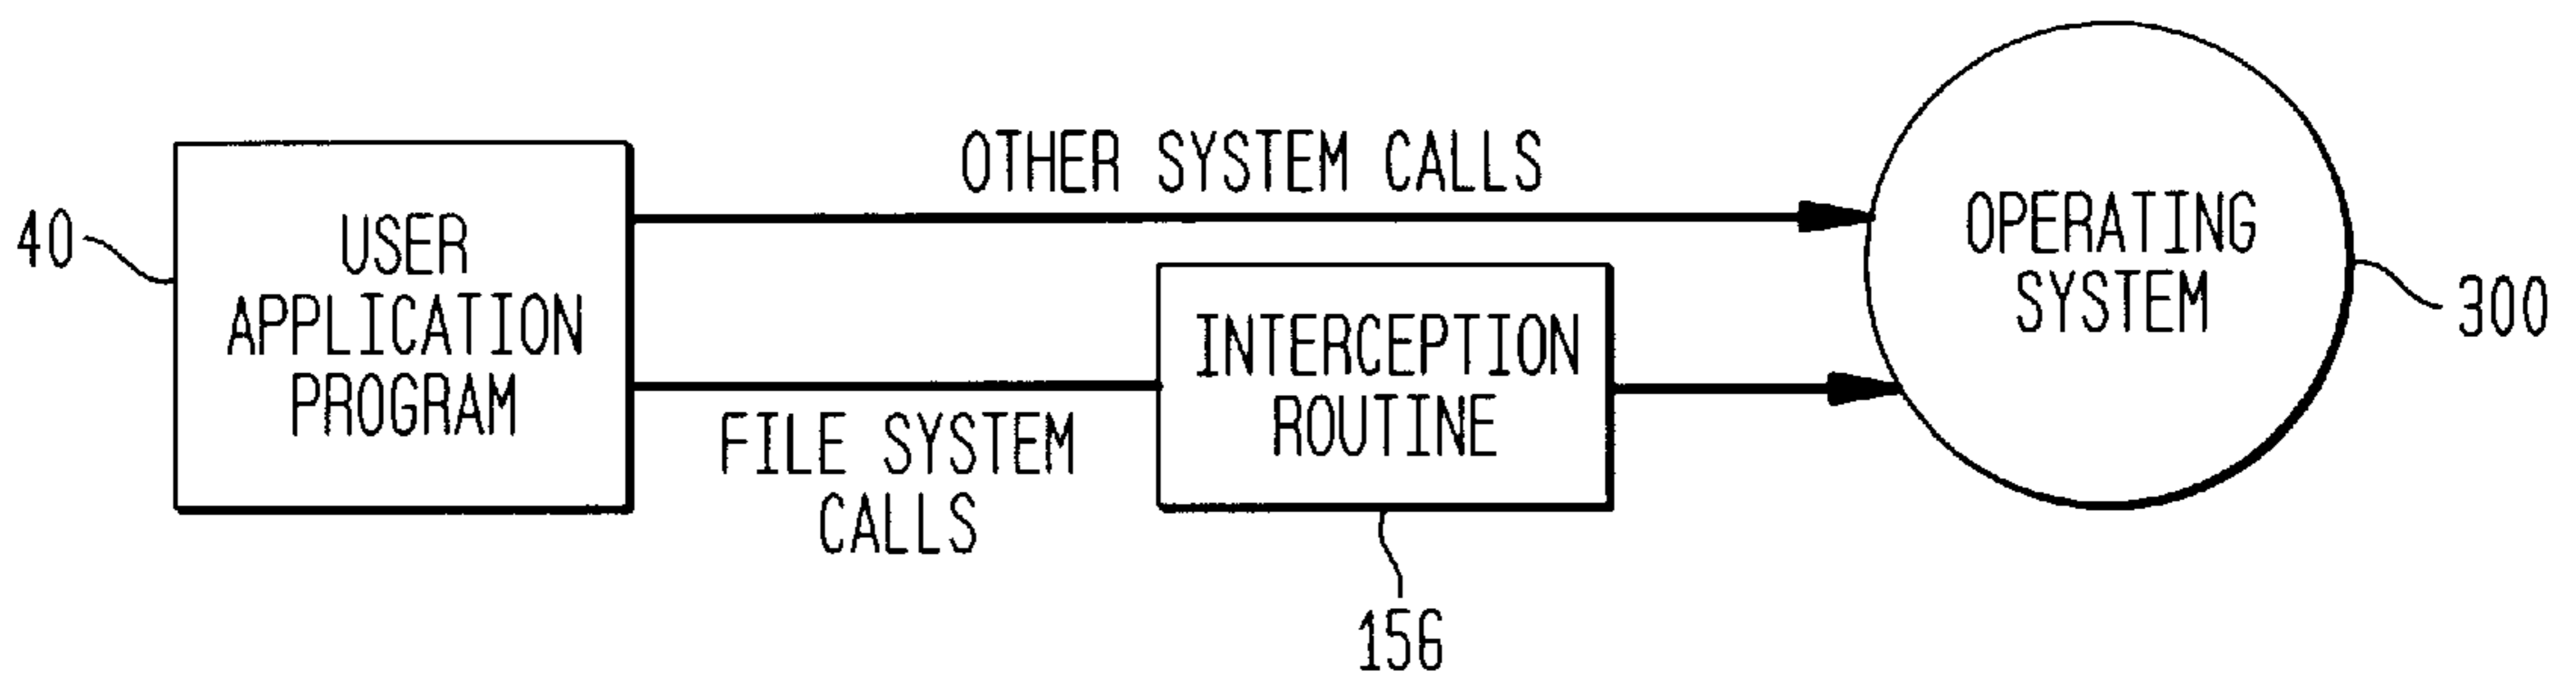 40
USER
APPLICATION
PROGRAM
OTHER SYSTEM CALLS
FILE SYSTEM
CALLS
INTERCEPTION
ROUTINE
156
OPERATING
SYSTEM
300